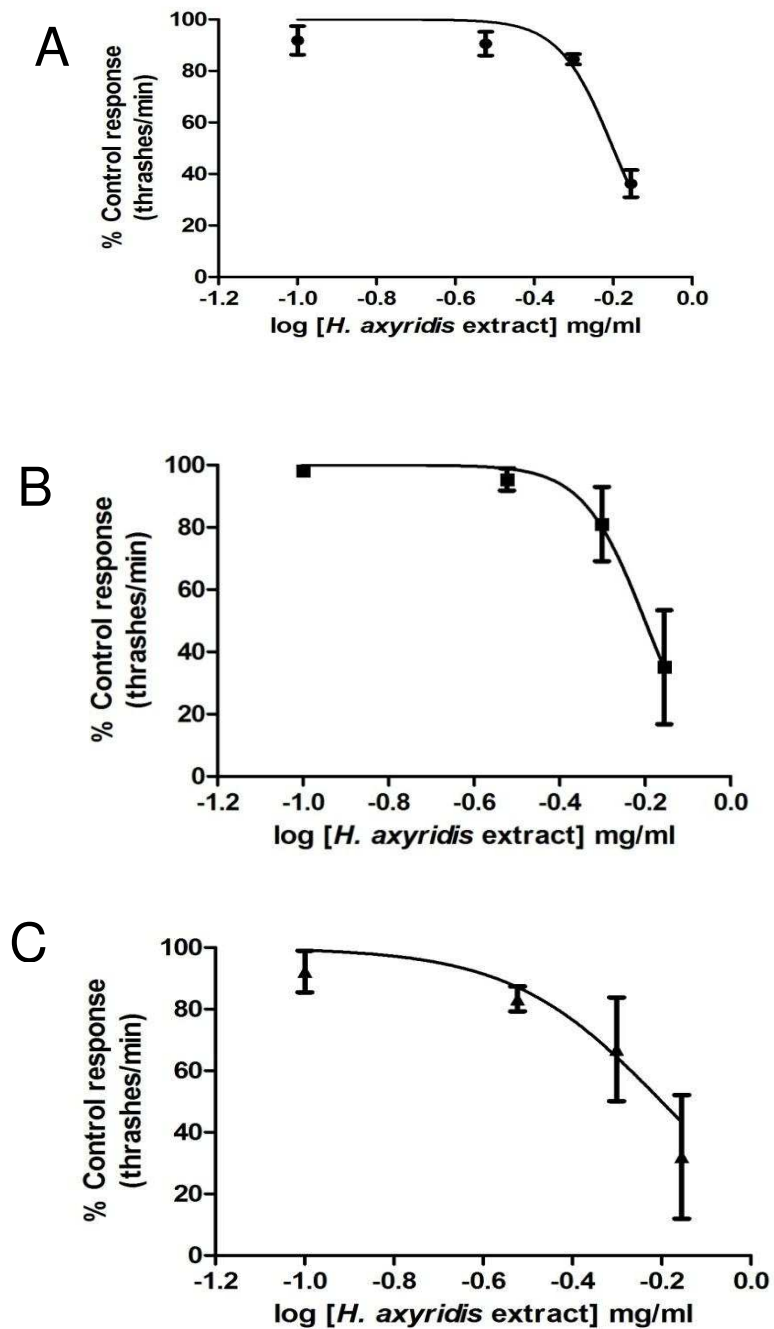 A
% Control response
(thrashes/min)
100
80
60
40
20
0
-1.2 -1.0 -0.8 -0.6 -0.4 -0.2 0.0
log [H. axyridis extract] mg/ml
B
% Control response
(thrashes/min)
100
80
60
40
20
0
-1.2 -1.0 -0.8 -0.6 -0.4 -0.2 0.0
log [H. axyridis extract] mg/ml
C
% Control response
(thrashes/min)
100
80
60
40
20
0
-1.2 -1.0 -0.8 -0.6 -0.4 -0.2 0.0
log [H. axyridis extract] mg/ml